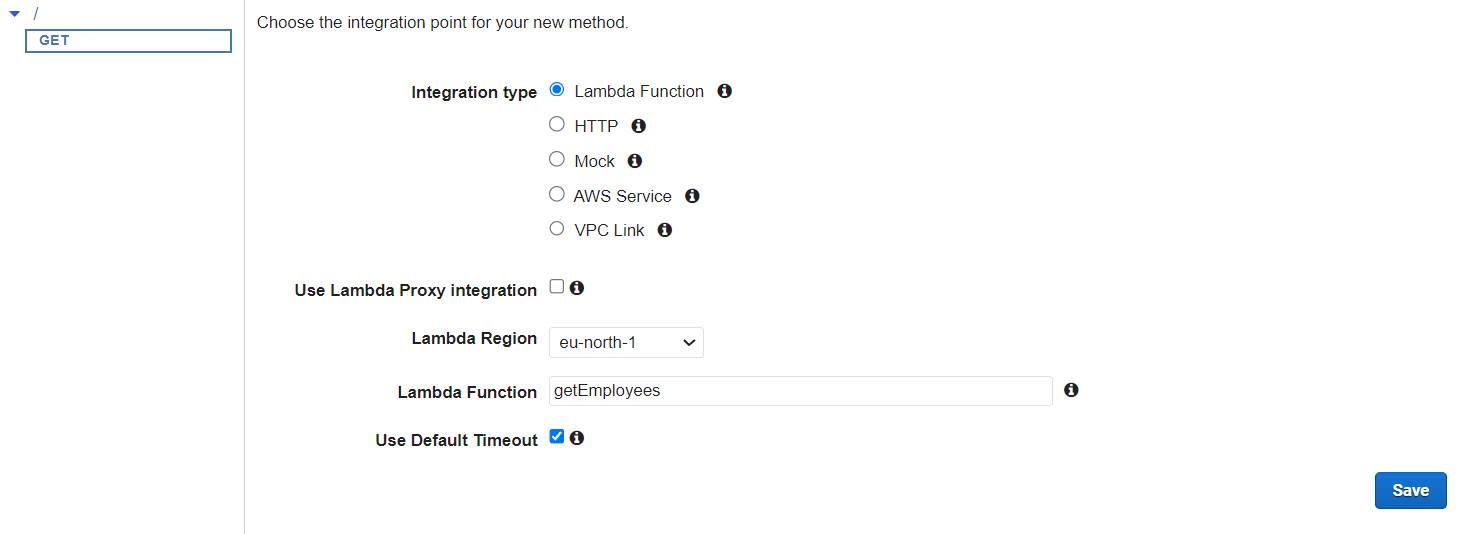 /
GET
Choose the integration point for your new method.
Integration type
Lambda Function
HTTP
Mock
AWS Service
VPC Link
Use Lambda Proxy integration
Lambda Region eu-north-1
Lambda Function getEmployees
Use Default Timeout
Save